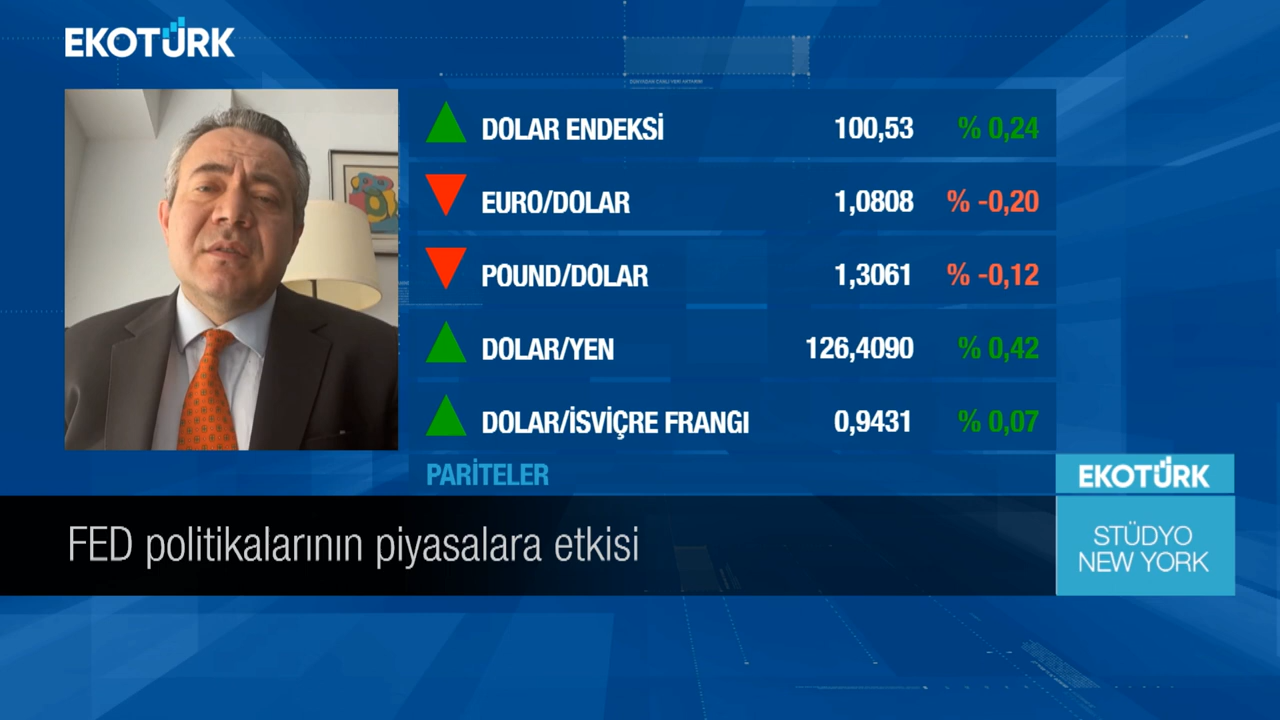 EKOTÜRK
DOLAR ENDEKSİ 100,53 % 0,24
EURO/DOLAR 1,0808 % -0,20
POUND/DOLAR 1,3061 % -0,12
DOLAR/YEN 126,4090 % 0,42
DOLAR/İSVİÇRE FRANGI 0,9431 % 0,07
PARİTELER
EKOTÜRK
FED politikalarının piyasalara etkisi
STÜDYO
NEW YORK